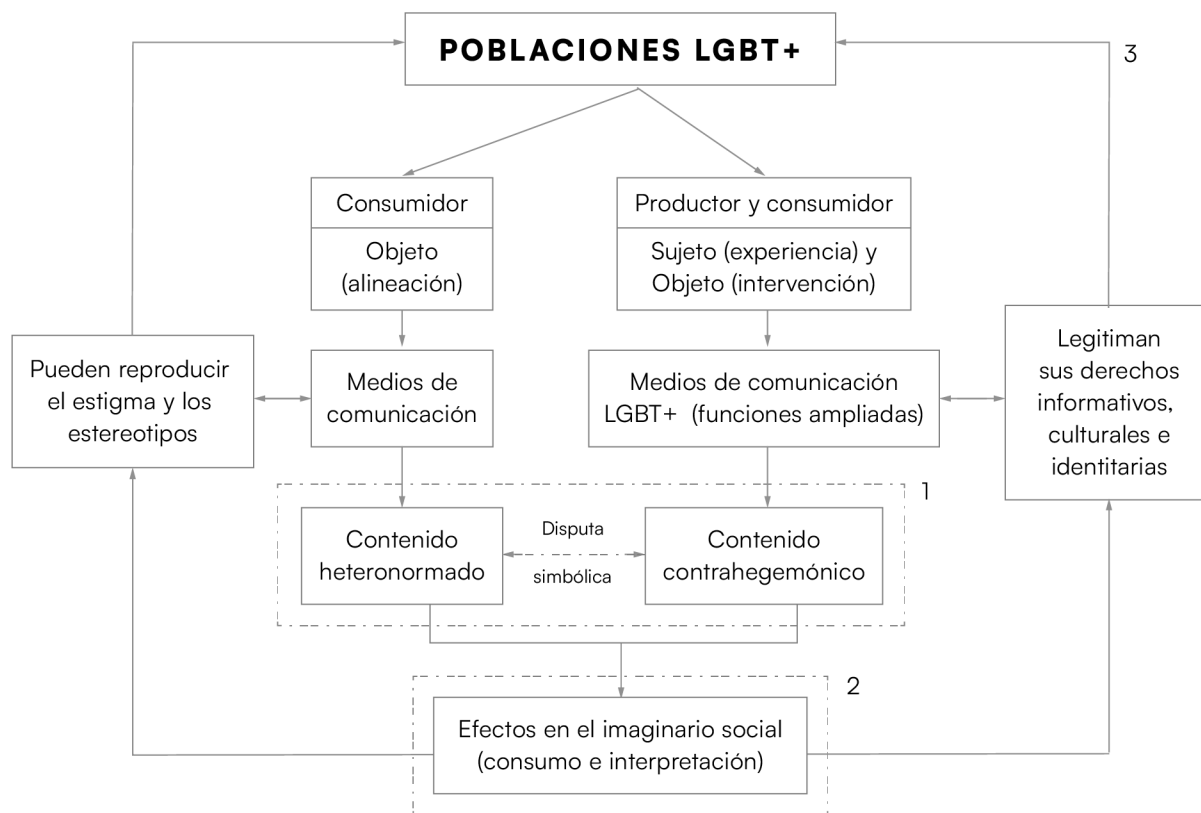 POBLACIONES LGBT+
3
Consumidor
Objeto
(alineación)
Productor y consumidor
Sujeto (experiencia) y
Objeto (intervención)
Pueden reproducir
el estigma y los
estereotipos
Medios de
comunicación
Medios de comunicación
LGBT+ (funciones ampliadas)
Legitiman
sus derechos
informativos,
culturales e
identitarias
1
Contenido
heteronormado
Disputa
simbólica
Contenido
contrahegemónico
2
Efectos en el imaginario social
(consumo e interpretación)